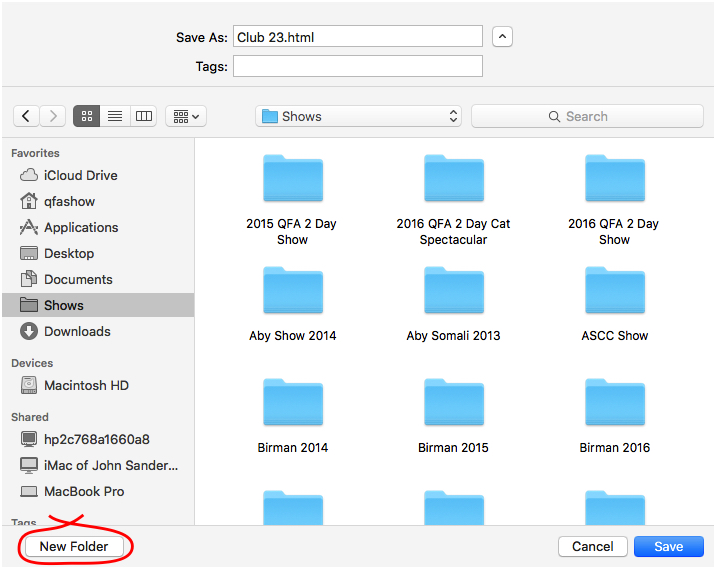 Save As: Club 23.html
Tags:
Shows
Search
Favorites
iCloud Drive
qfashow
Applications
Desktop
Documents
Shows
Downloads
Devices
Macintosh HD
Shared
hp2c768a1660a8
iMac of John Sander...
MacBook Pro
Tags
2015 QFA 2 Day
Show
2016 QFA 2 Day Cat
Spectacular
2016 QFA 2 Day
Show
Aby Show 2014
Aby Somali 2013
ASCC Show
Birman 2014
Birman 2015
Birman 2016
New Folder
Cancel
Save